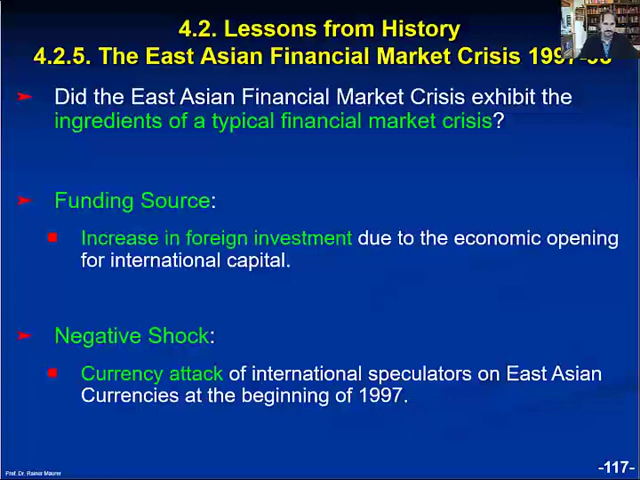 4.2. Lessons from History
4.2.5. The East Asian Financial Market Crisis 1997-98
Did the East Asian Financial Market Crisis exhibit the
ingredients of a typical financial market crisis?
Funding Source:
Increase in foreign investment due to the economic opening
for international capital.
Negative Shock:
Currency attack of international speculators on East Asian
Currencies at the beginning of 1997.
Prof. Dr. Rainer Maurer
-117-